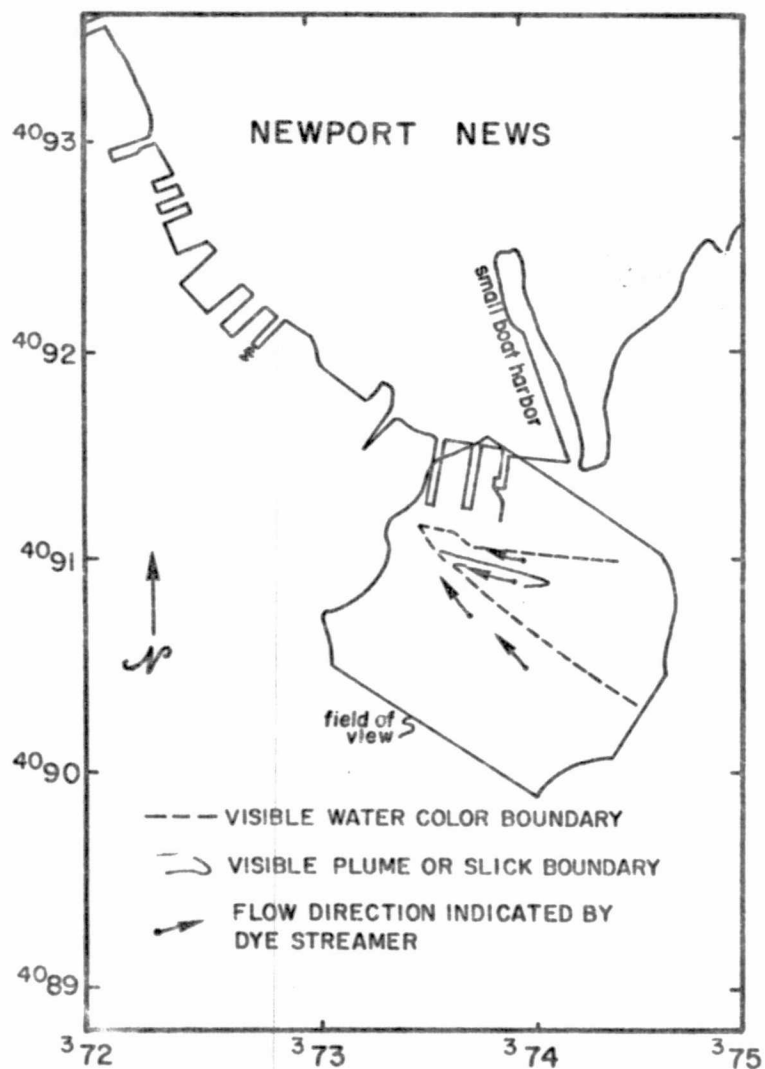 NEWPORT NEWS
4093
4092
4091
4090
4089
small boat harbor
N
field of
view
VISIBLE WATER COLOR BOUNDARY
VISIBLE PLUME OR SLICK BOUNDARY
FLOW DIRECTION INDICATED BY
DYE STREAMER
372
373
374
375